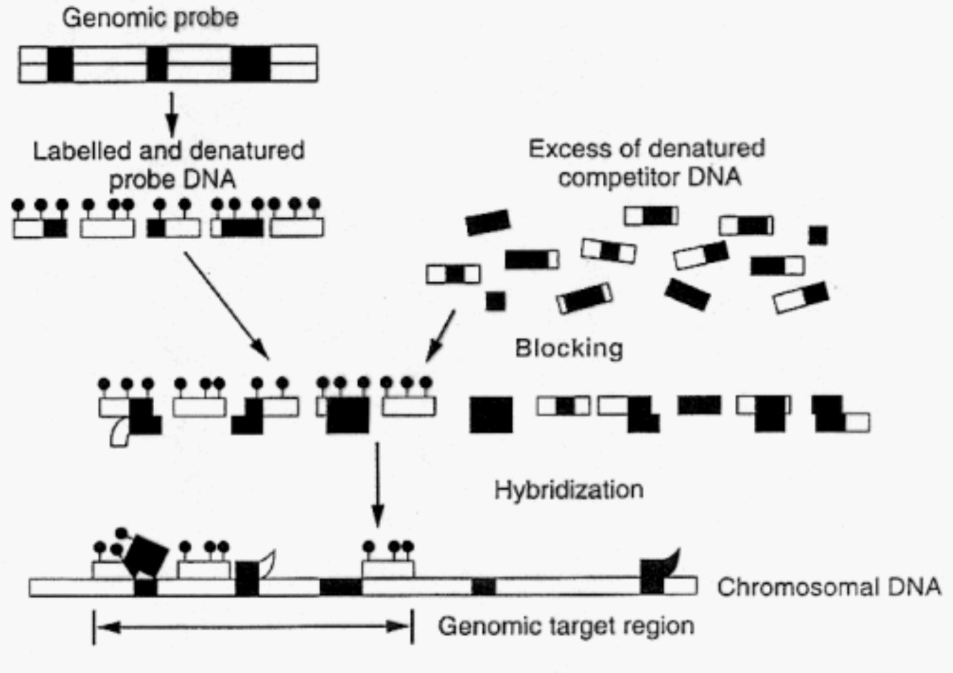 Genomic probe
Labelled and denatured
probe DNA
Excess of denatured
competitor DNA
Blocking
Hybridization
Chromosomal DNA
Genomic target region